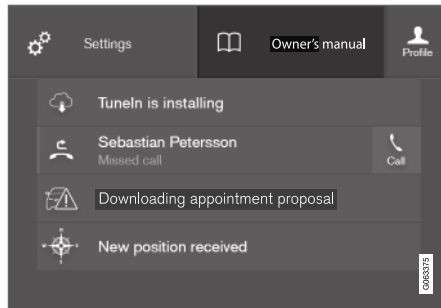 Settings
Owner's manual
Profile
TuneIn is installing
Sebastian Petersson
Missed call
Call
Downloading appointment proposal
New position received
G063375